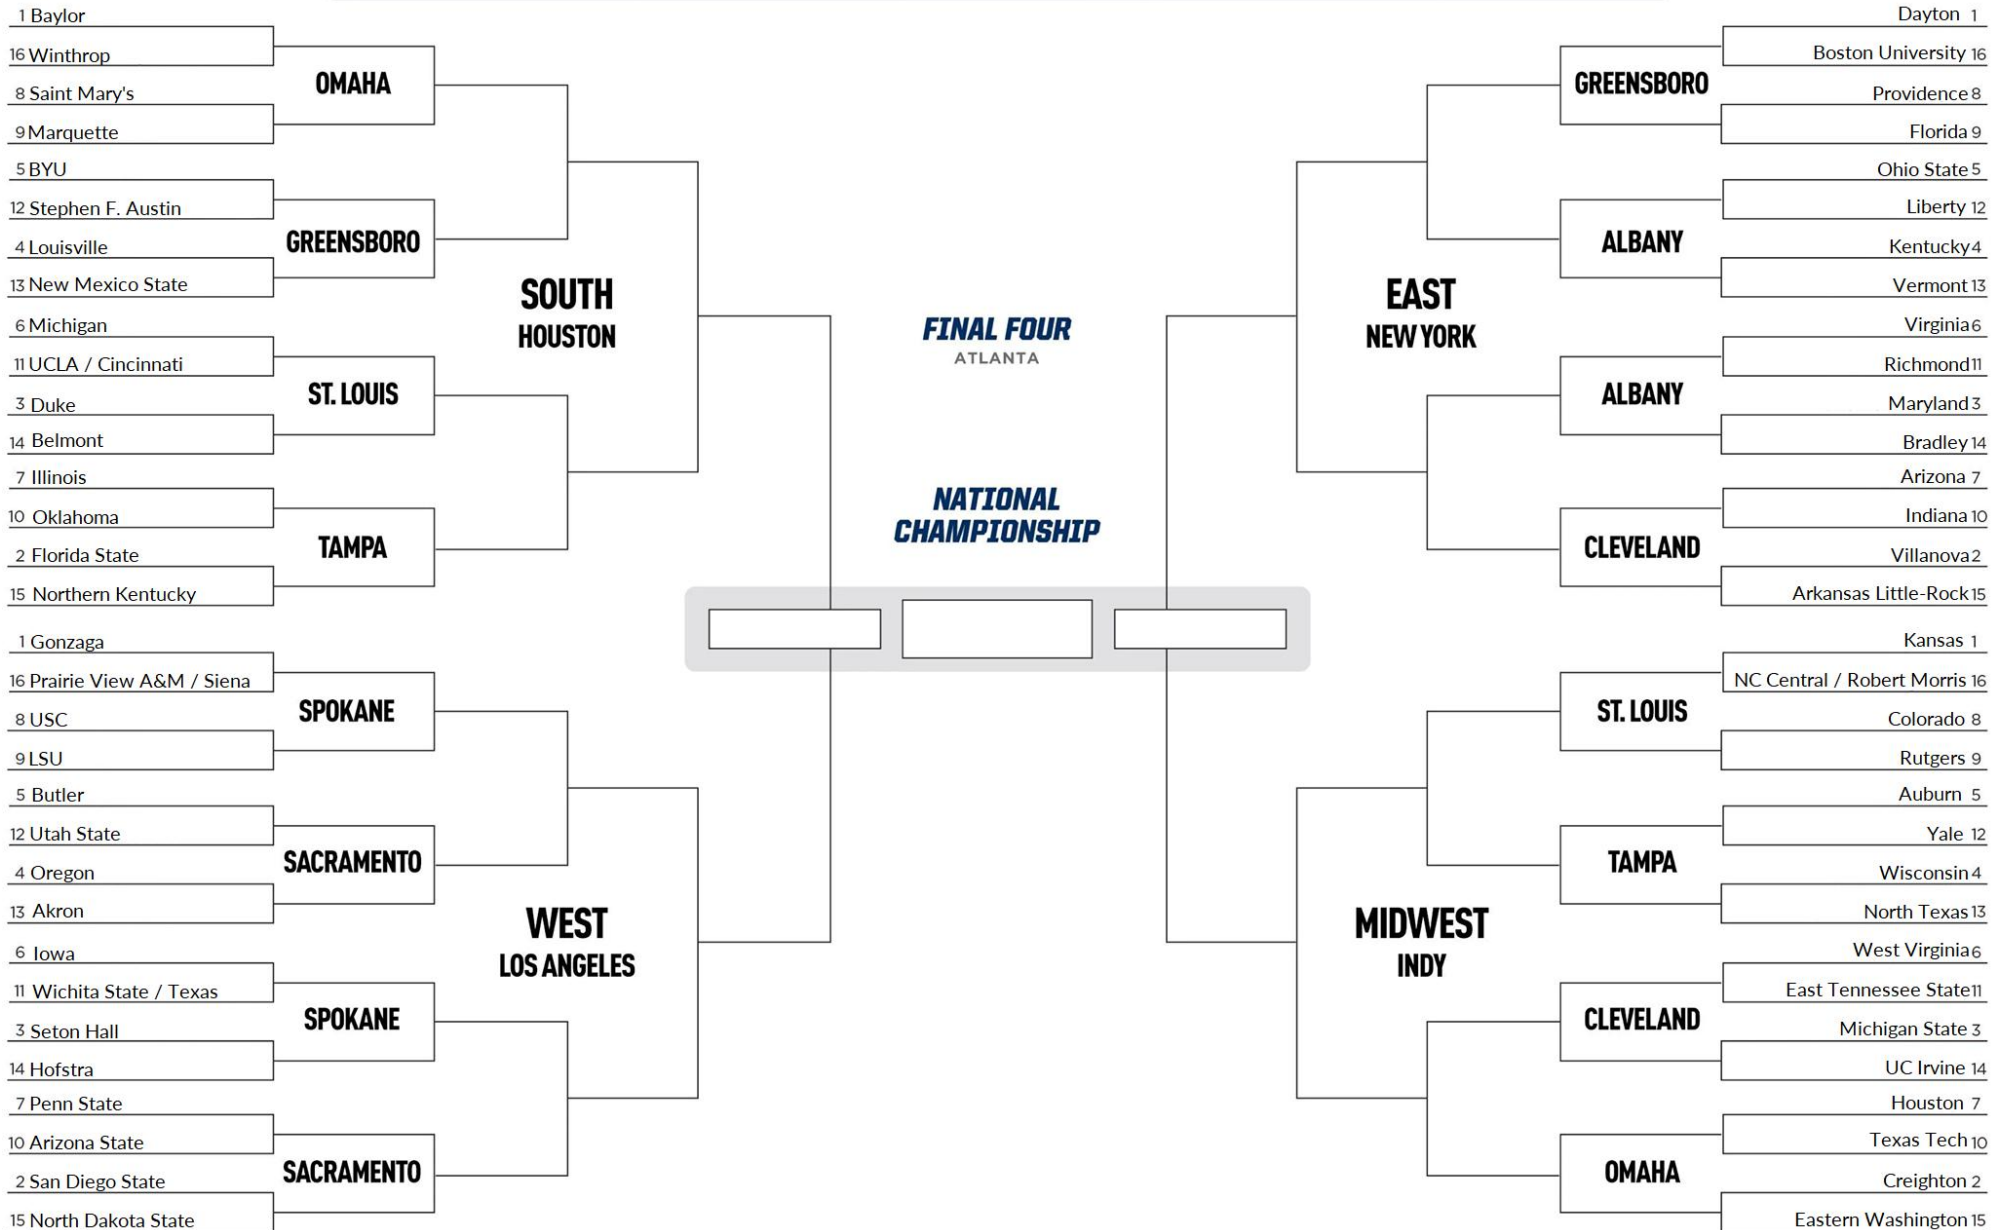 1 Baylor
16 Winthrop
OMAHA
8 Saint Mary's
9 Marquette
5 BYU
12 Stephen F. Austin
GREENSBORO
4 Louisville
13 New Mexico State
SOUTH
HOUSTON
6 Michigan
11 UCLA / Cincinnati
ST. LOUIS
3 Duke
14 Belmont
7 Illinois
10 Oklahoma
TAMPA
2 Florida State
15 Northern Kentucky
1 Gonzaga
16 Prairie View A&M / Siena
SPOKANE
8 USC
9 LSU
5 Butler
12 Utah State
SACRAMENTO
4 Oregon
13 Akron
WEST
LOS ANGELES
6 Iowa
11 Wichita State / Texas
SPOKANE
3 Seton Hall
14 Hofstra
7 Penn State
10 Arizona State
SACRAMENTO
2 San Diego State
15 North Dakota State
FINAL FOUR
ATLANTA
NATIONAL
CHAMPIONSHIP
Dayton 1
Boston University 16
GREENSBORO
Providence 8
Florida 9
Ohio State 5
Liberty 12
ALBANY
Kentucky 4
Vermont 13
EAST
NEW YORK
Virginia 6
Richmond 11
ALBANY
Maryland 3
Bradley 14
Arizona 7
Indiana 10
CLEVELAND
Villanova 2
Arkansas Little-Rock 15
Kansas 1
NC Central / Robert Morris 16
ST. LOUIS
Colorado 8
Rutgers 9
Auburn 5
Yale 12
TAMPA
Wisconsin 4
North Texas 13
MIDWEST
INDY
West Virginia 6
East Tennessee State 11
CLEVELAND
Michigan State 3
UC Irvine 14
Houston 7
Texas Tech 10
OMAHA
Creighton 2
Eastern Washington 15